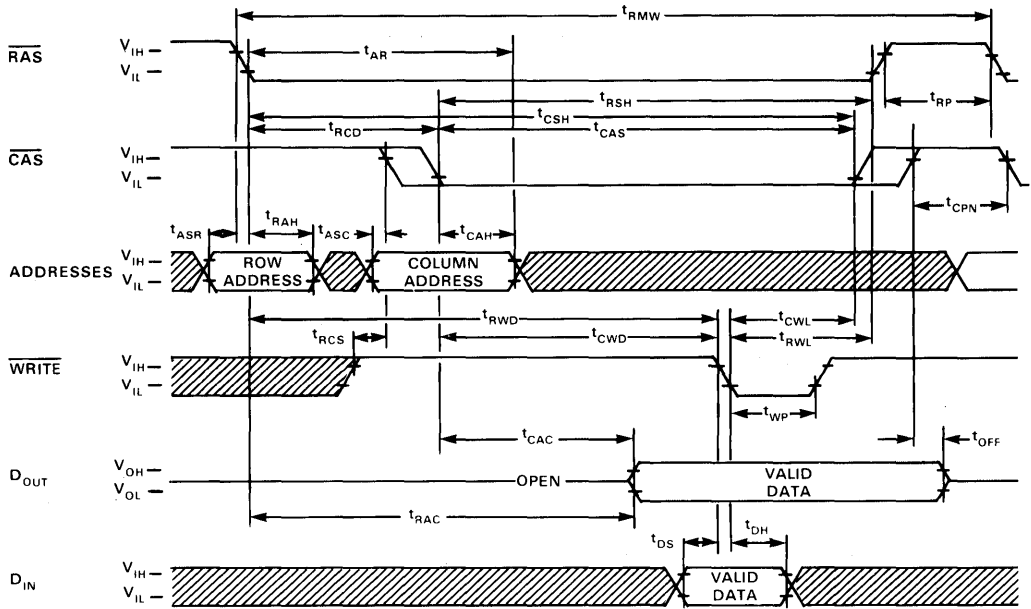 tRMW
RAS
VIH
VIL
tAR
tRSH
tRP
tCSH
tRCD
tCAS
CAS
VIH
VIL
tCPN
tASR
tRAH
tASC
tCAH
ADDRESSES
VIH
VIL
ROW ADDRESS
COLUMN ADDRESS
tRWD
tCWL
tRCS
tCWD
tRWL
WRITE
VIH
VIL
tWP
tCAC
tOFF
DOUT
VOH
VOL
OPEN
VALID DATA
tRAC
tDS
tDH
DIN
VIH
VIL
VALID DATA